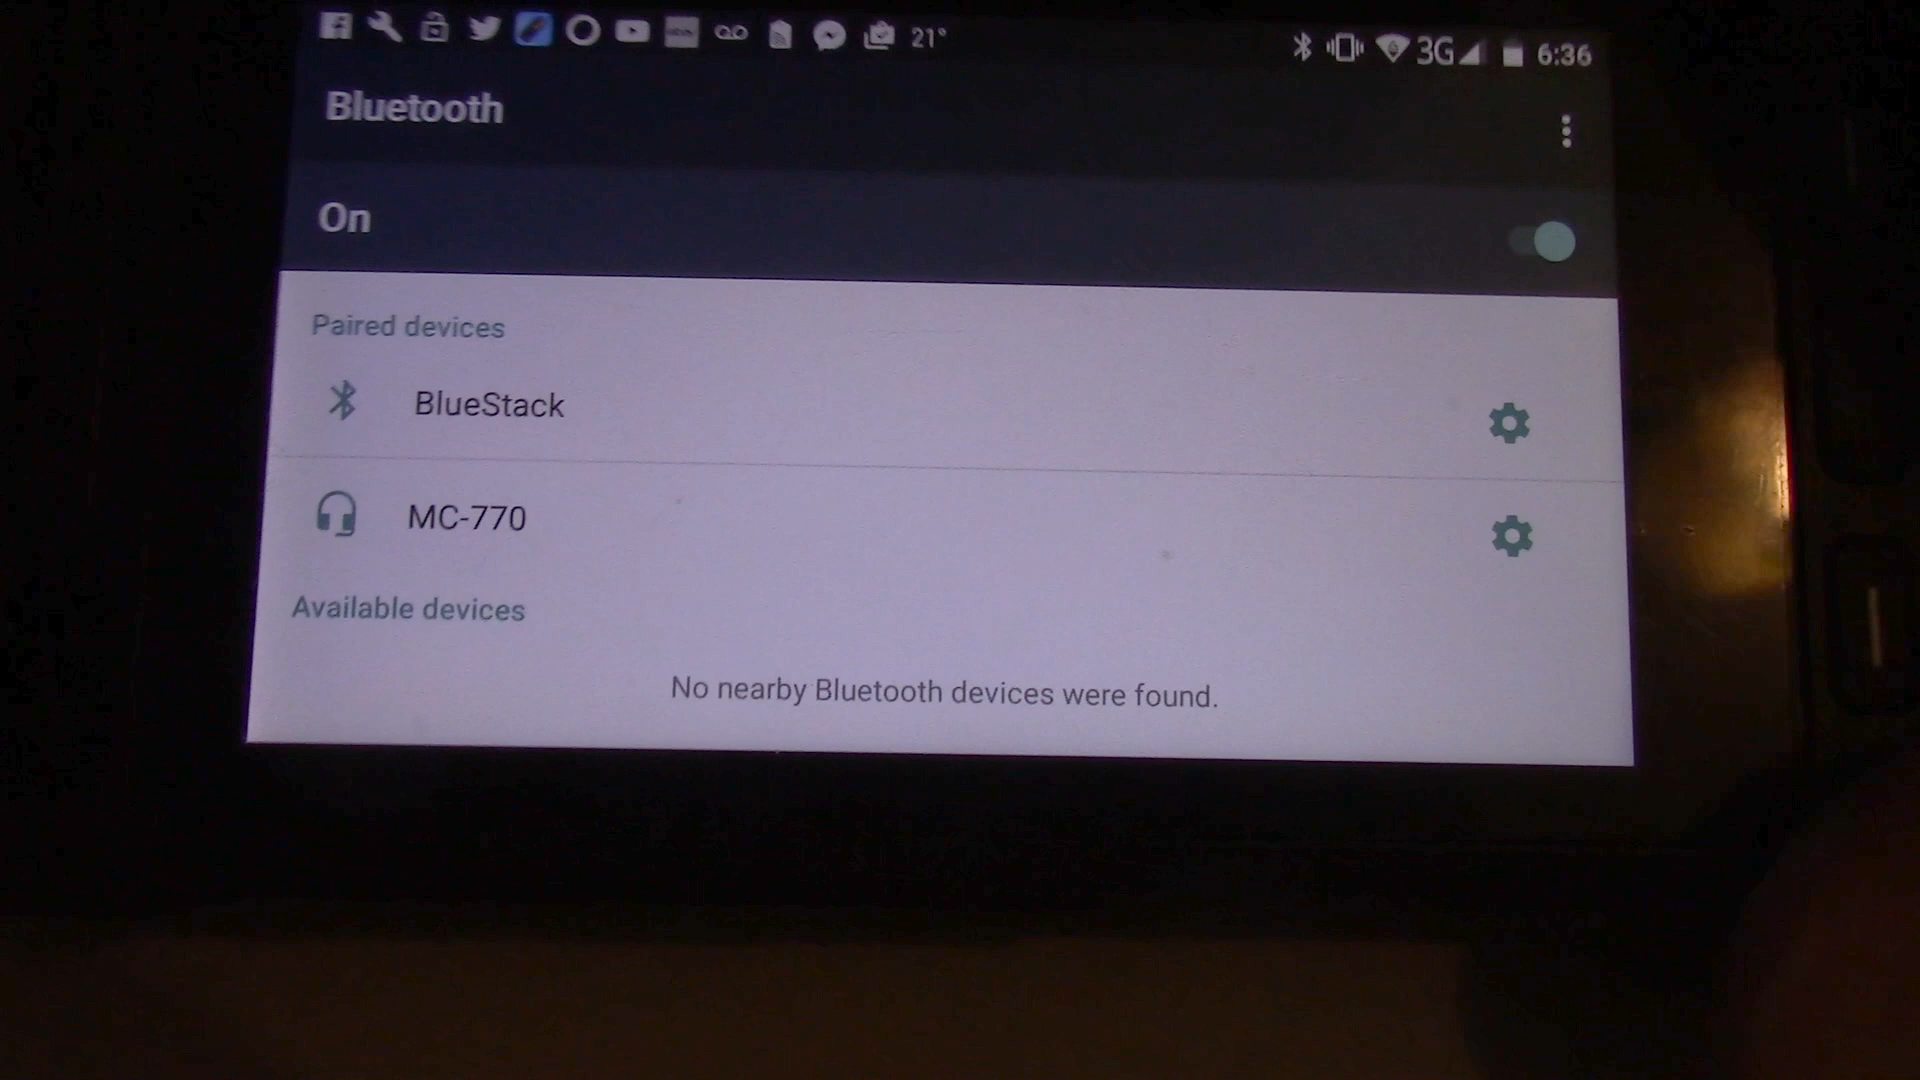 21° 3G 6:36
Bluetooth
On
Paired devices
BlueStack
MC-770
Available devices
No nearby Bluetooth devices were found.